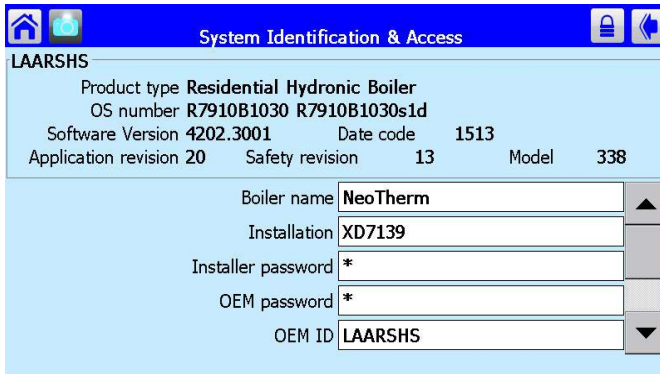 System Identification & Access
LAARSHS
Product type Residential Hydronic Boiler
OS number R7910B1030 R7910B1030s1d
Software Version 4202.3001 Date code 1513
Application revision 20 Safety revision 13 Model 338
Boiler name NeoTherm
Installation XD7139
Installer password *
OEM password *
OEM ID LAARSHS